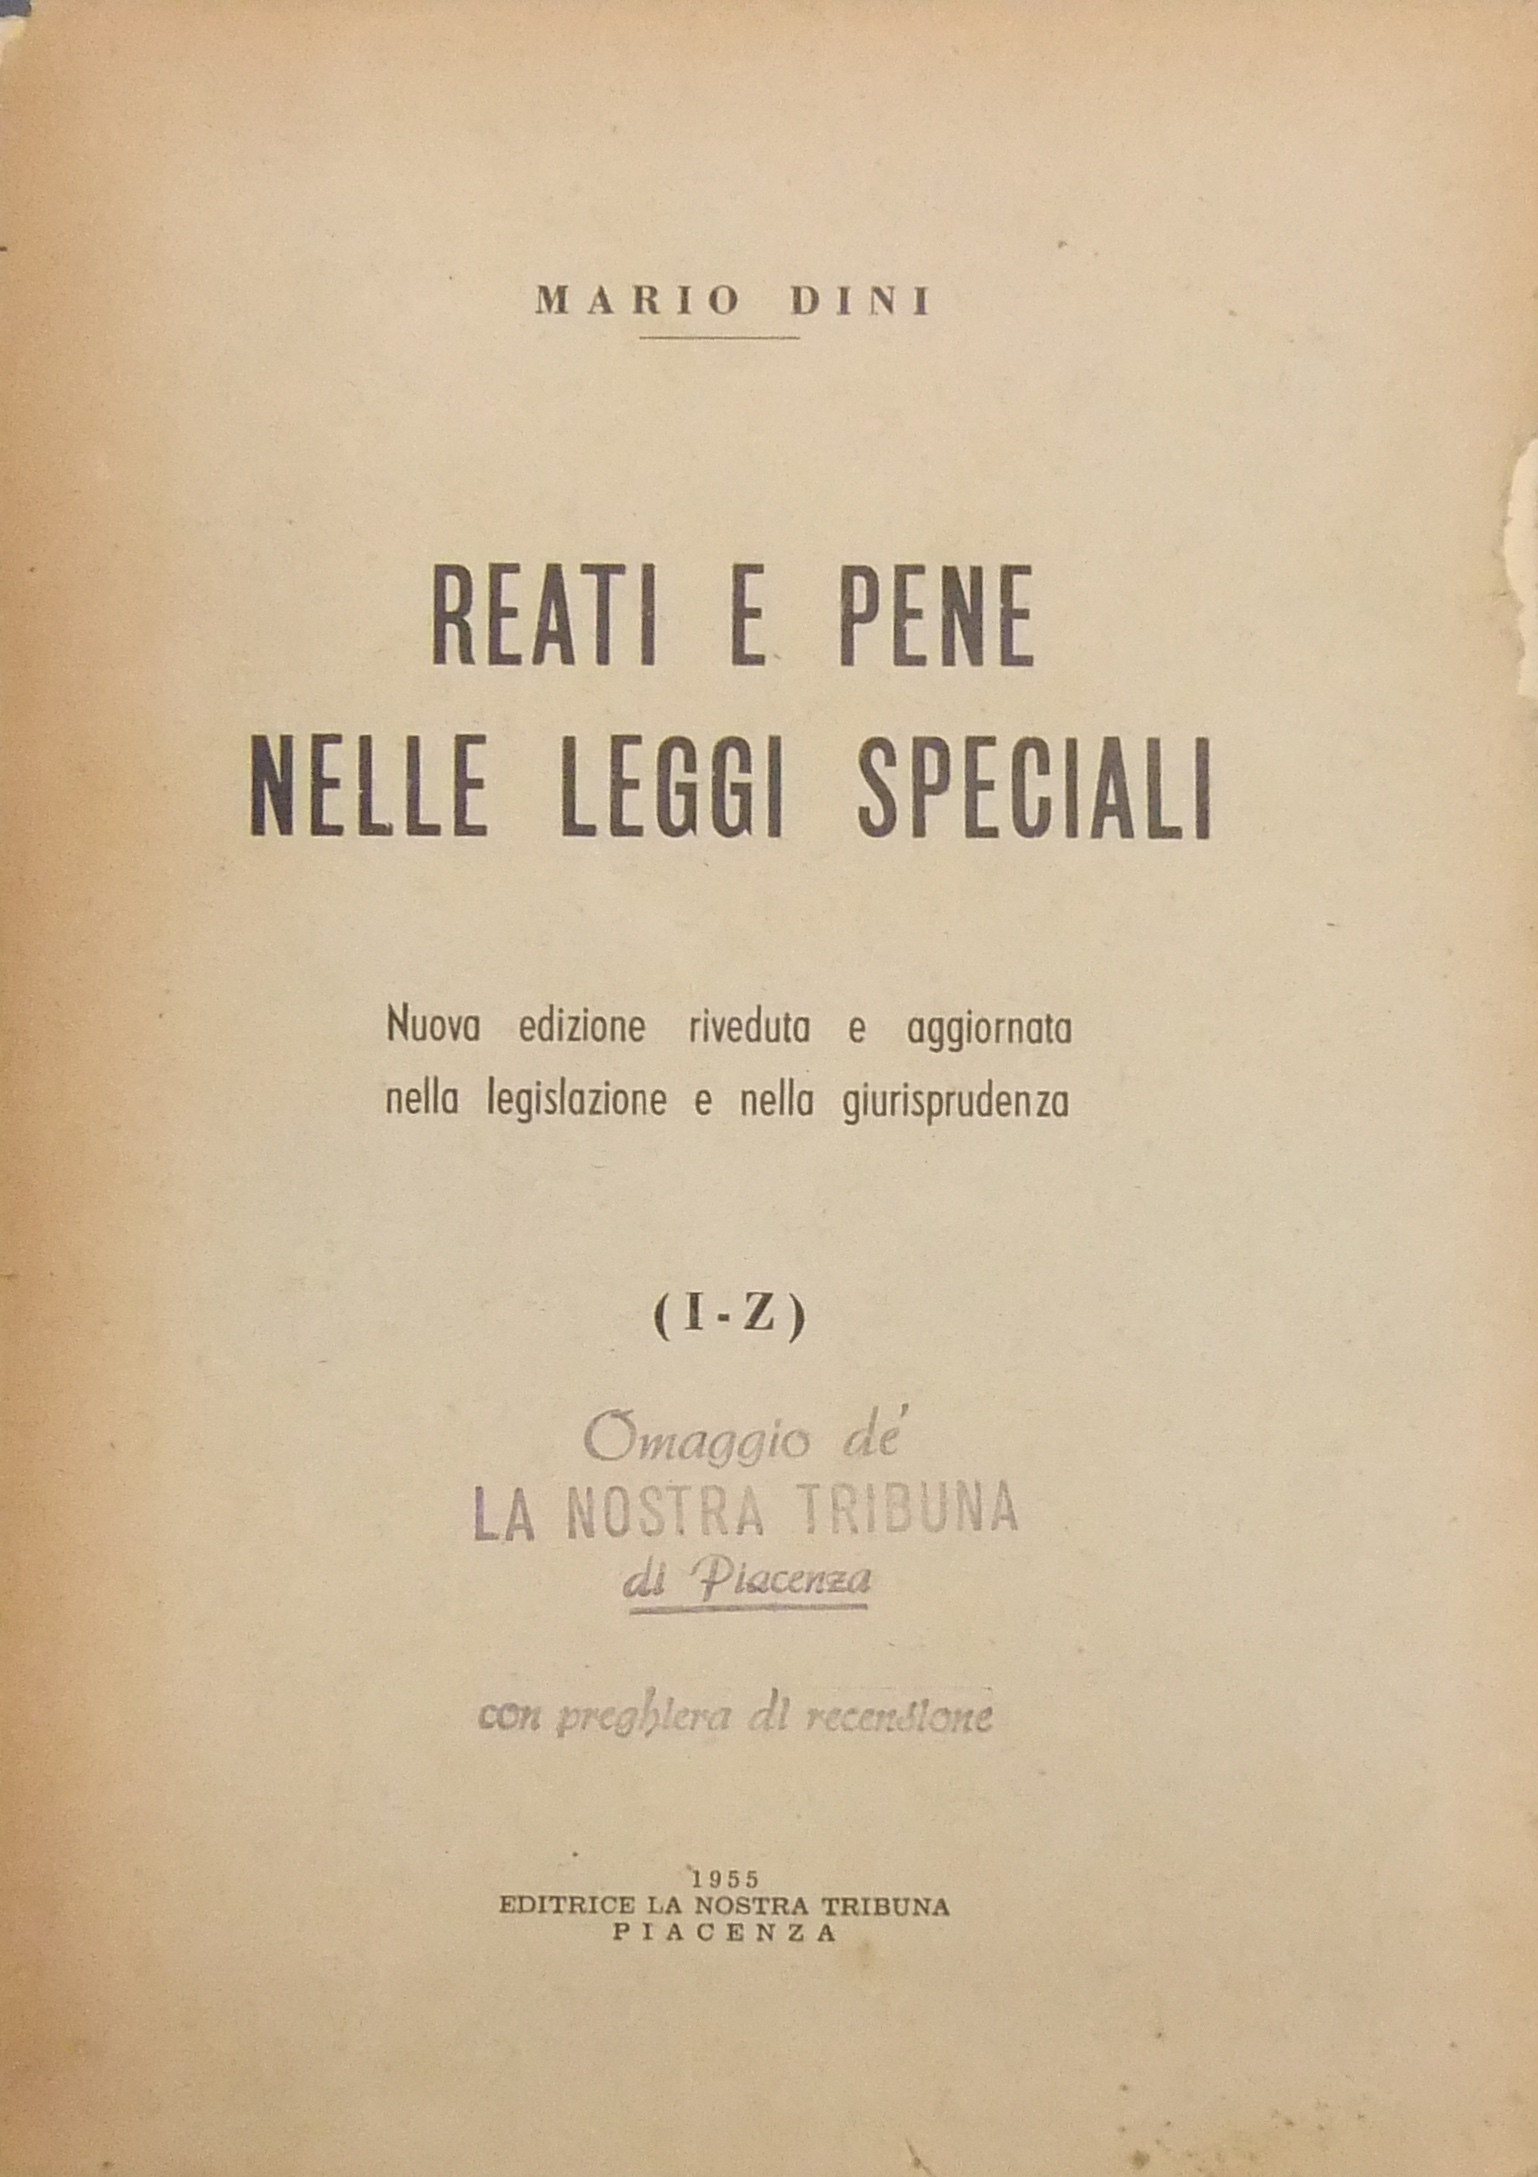 MARIO DINI
REATI E PENE
NELLE LEGGI SPECIALI
Nuova edizione riveduta e aggiornata
nella legislazione e nella giurisprudenza
(I-Z)
Omaggio de'
LA NOSTRA TRIBUNA
di Piacenza
con preghiera di recensione
1955
EDITRICE LA NOSTRA TRIBUNA
PIACENZA